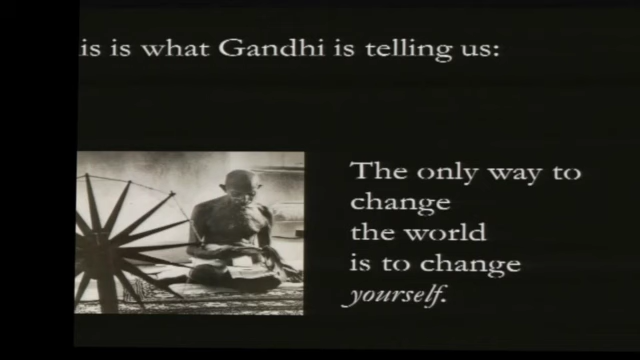 is is what Gandhi is telling us:
The only way to
change
the world
is to change
yourself.